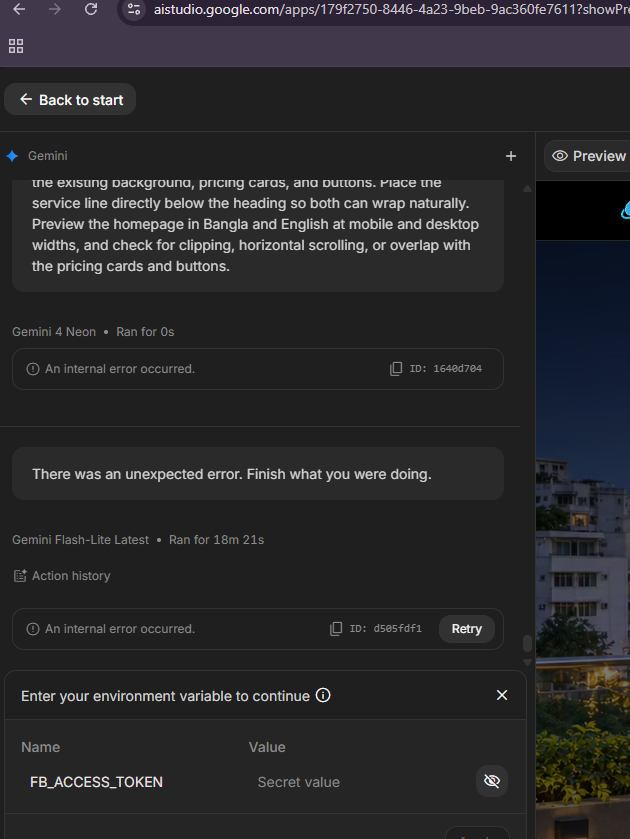 aistudio.google.com/apps/179f2750-8446-4a23-9beb-9ac360fe7611?showPre
Back to start
Gemini
Preview
the existing background, pricing cards, and buttons. Place the
service line directly below the heading so both can wrap naturally.
Preview the homepage in Bangla and English at mobile and desktop
widths, and check for clipping, horizontal scrolling, or overlap with
the pricing cards and buttons.
Gemini 4 Neon • Ran for 0s
An internal error occurred. ID: 1640d704
There was an unexpected error. Finish what you were doing.
Gemini Flash-Lite Latest • Ran for 18m 21s
Action history
An internal error occurred. ID: d505fdf1 Retry
Enter your environment variable to continue
Name Value
FB_ACCESS_TOKEN Secret value